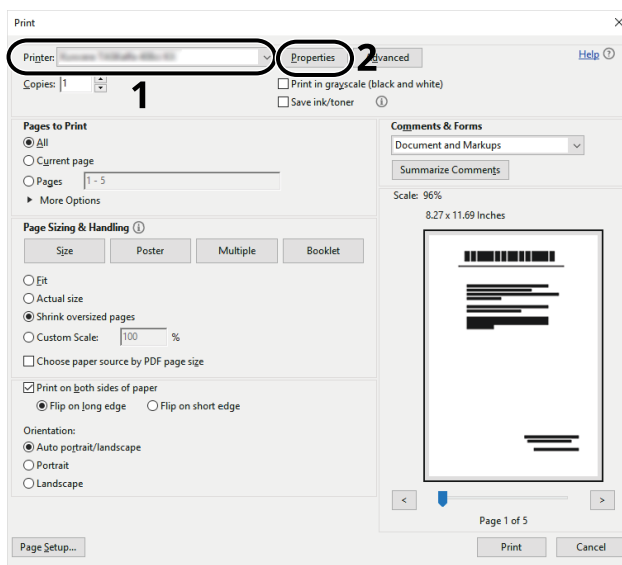 Print
Printer:
Properties
2
dvanced
Help
Copies: 1
1
Print in grayscale (black and white)
Save ink/toner
Pages to Print
All
Current page
Pages 1 - 5
More Options
Page Sizing & Handling
Size
Poster
Multiple
Booklet
Fit
Actual size
Shrink oversized pages
Custom Scale: 100 %
Choose paper source by PDF page size
Print on both sides of paper
Flip on long edge
Flip on short edge
Orientation:
Auto portrait/landscape
Portrait
Landscape
Comments & Forms
Document and Markups
Summarize Comments
Scale: 96%
8.27 x 11.69 Inches
<
>
Page 1 of 5
Page Setup...
Print
Cancel